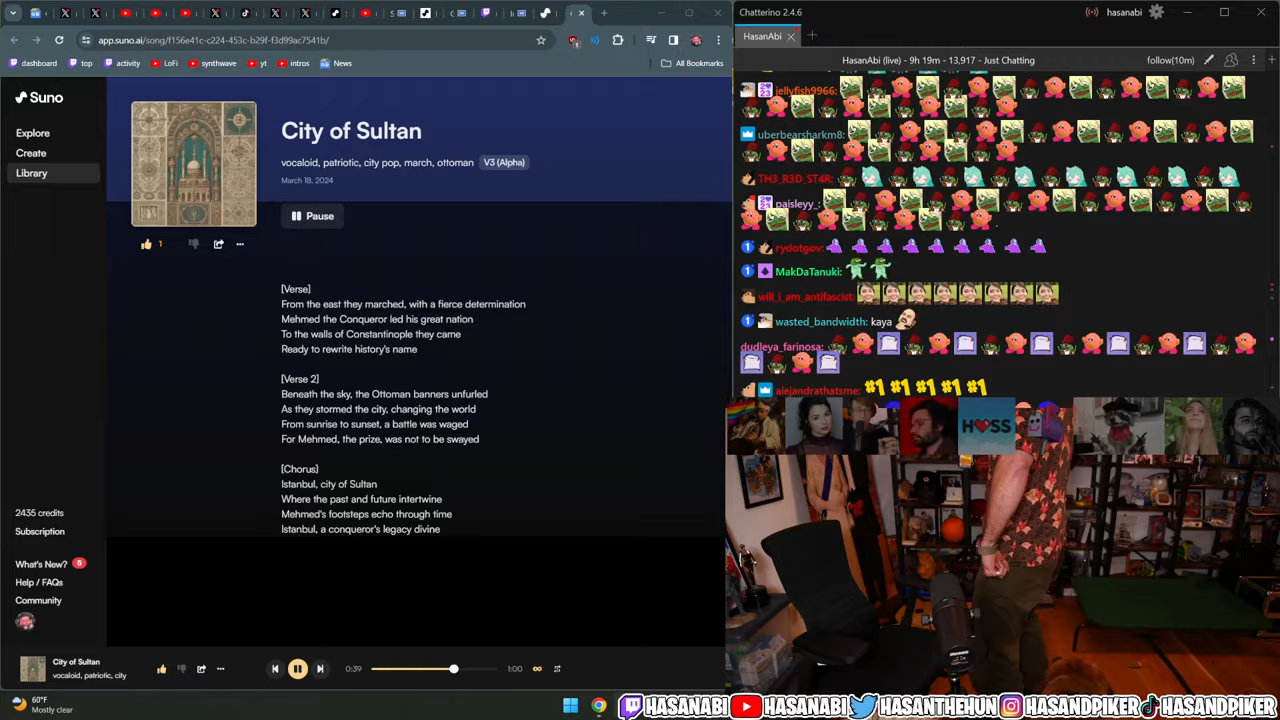 app.suno.ai/song/f156e41c-c224-453c-b29f-f3d99ac7541b/
dashboard
top
activity
LoFi
synthwave
yt
intros
News
All Bookmarks
Suno
Explore
Create
Library
City of Sultan
vocaloid, patriotic, city pop, march, ottoman
V3 (Alpha)
March 18, 2024
Pause
1
[Verse]
From the east they marched, with a fierce determination
Mehmed the Conqueror led his great nation
To the walls of Constantinople they came
Ready to rewrite history's name
[Verse 2]
Beneath the sky, the Ottoman banners unfurled
As they stormed the city, changing the world
From sunrise to sunset, a battle was waged
For Mehmed, the prize, was not to be swayed
[Chorus]
Istanbul, city of Sultan
Where the past and future intertwine
Mehmed's footsteps echo through time
Istanbul, a conqueror's legacy divine
2435 credits
Subscription
What's New?
Help / FAQs
Community
City of Sultan
vocaloid, patriotic, city
0:39
1:00
60°F
Mostly clear
Chatterino 2.4.6
hasanabi
HasanAbi
HasanAbi (live) - 9h 19m - 13,917 - Just Chatting
follow(10m)
jellyfish9966:
uberbearsharkm8:
TH3_R3D_ST4R:
paisleyy_:
.
rydotgov:
MakDaTanuki:
will_i_am_antifascist:
wasted_bandwidth: kaya
dudleya_farinosa:
alejandrathatsme: #1 #1 #1 #1 #1
HASANABI
HASANABI
HASANTHEHUN
HASANDPIKER
HASANDPIKER